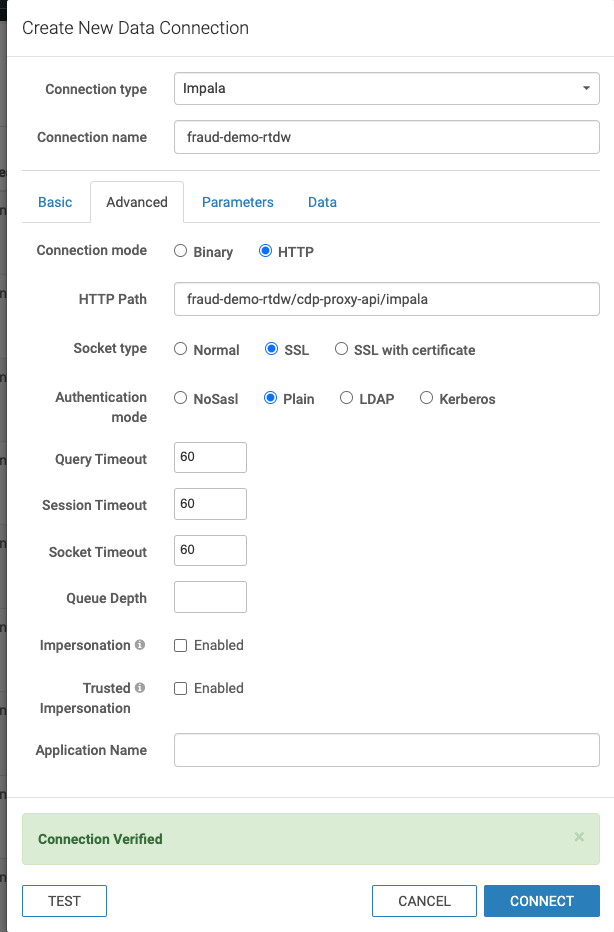 Create New Data Connection
Connection type
Impala
Connection name
fraud-demo-rtdw
Basic Advanced Parameters Data
Connection mode
Binary HTTP
HTTP Path
fraud-demo-rtdw/cdp-proxy-api/impala
Socket type
Normal SSL SSL with certificate
Authentication
mode
NoSasl Plain LDAP Kerberos
Query Timeout
60
Session Timeout
60
Socket Timeout
60
Queue Depth
Impersonation
Enabled
Trusted
Impersonation
Enabled
Application Name
Connection Verified
×
TEST CANCEL CONNECT